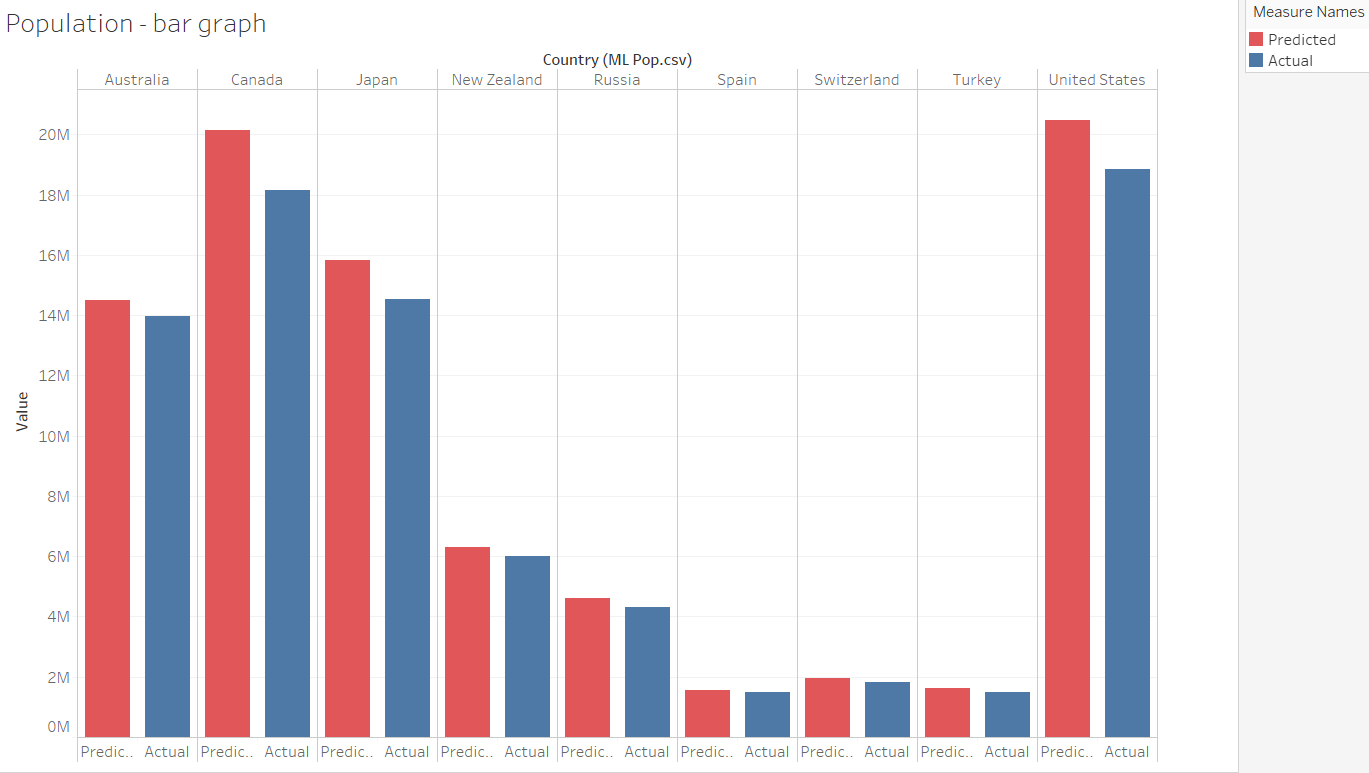 Population - bar graph
Measure Names
Predicted
Actual
Country (ML Pop.csv)
Australia Canada Japan New Zealand Russia Spain Switzerland Turkey United States
20M
18M
16M
14M
12M
10M
8M
6M
4M
2M
0M
Value
Predic.. Actual Predic.. Actual Predic.. Actual Predic.. Actual Predic.. Actual Predic.. Actual Predic.. Actual Predic.. Actual Predic.. Actual